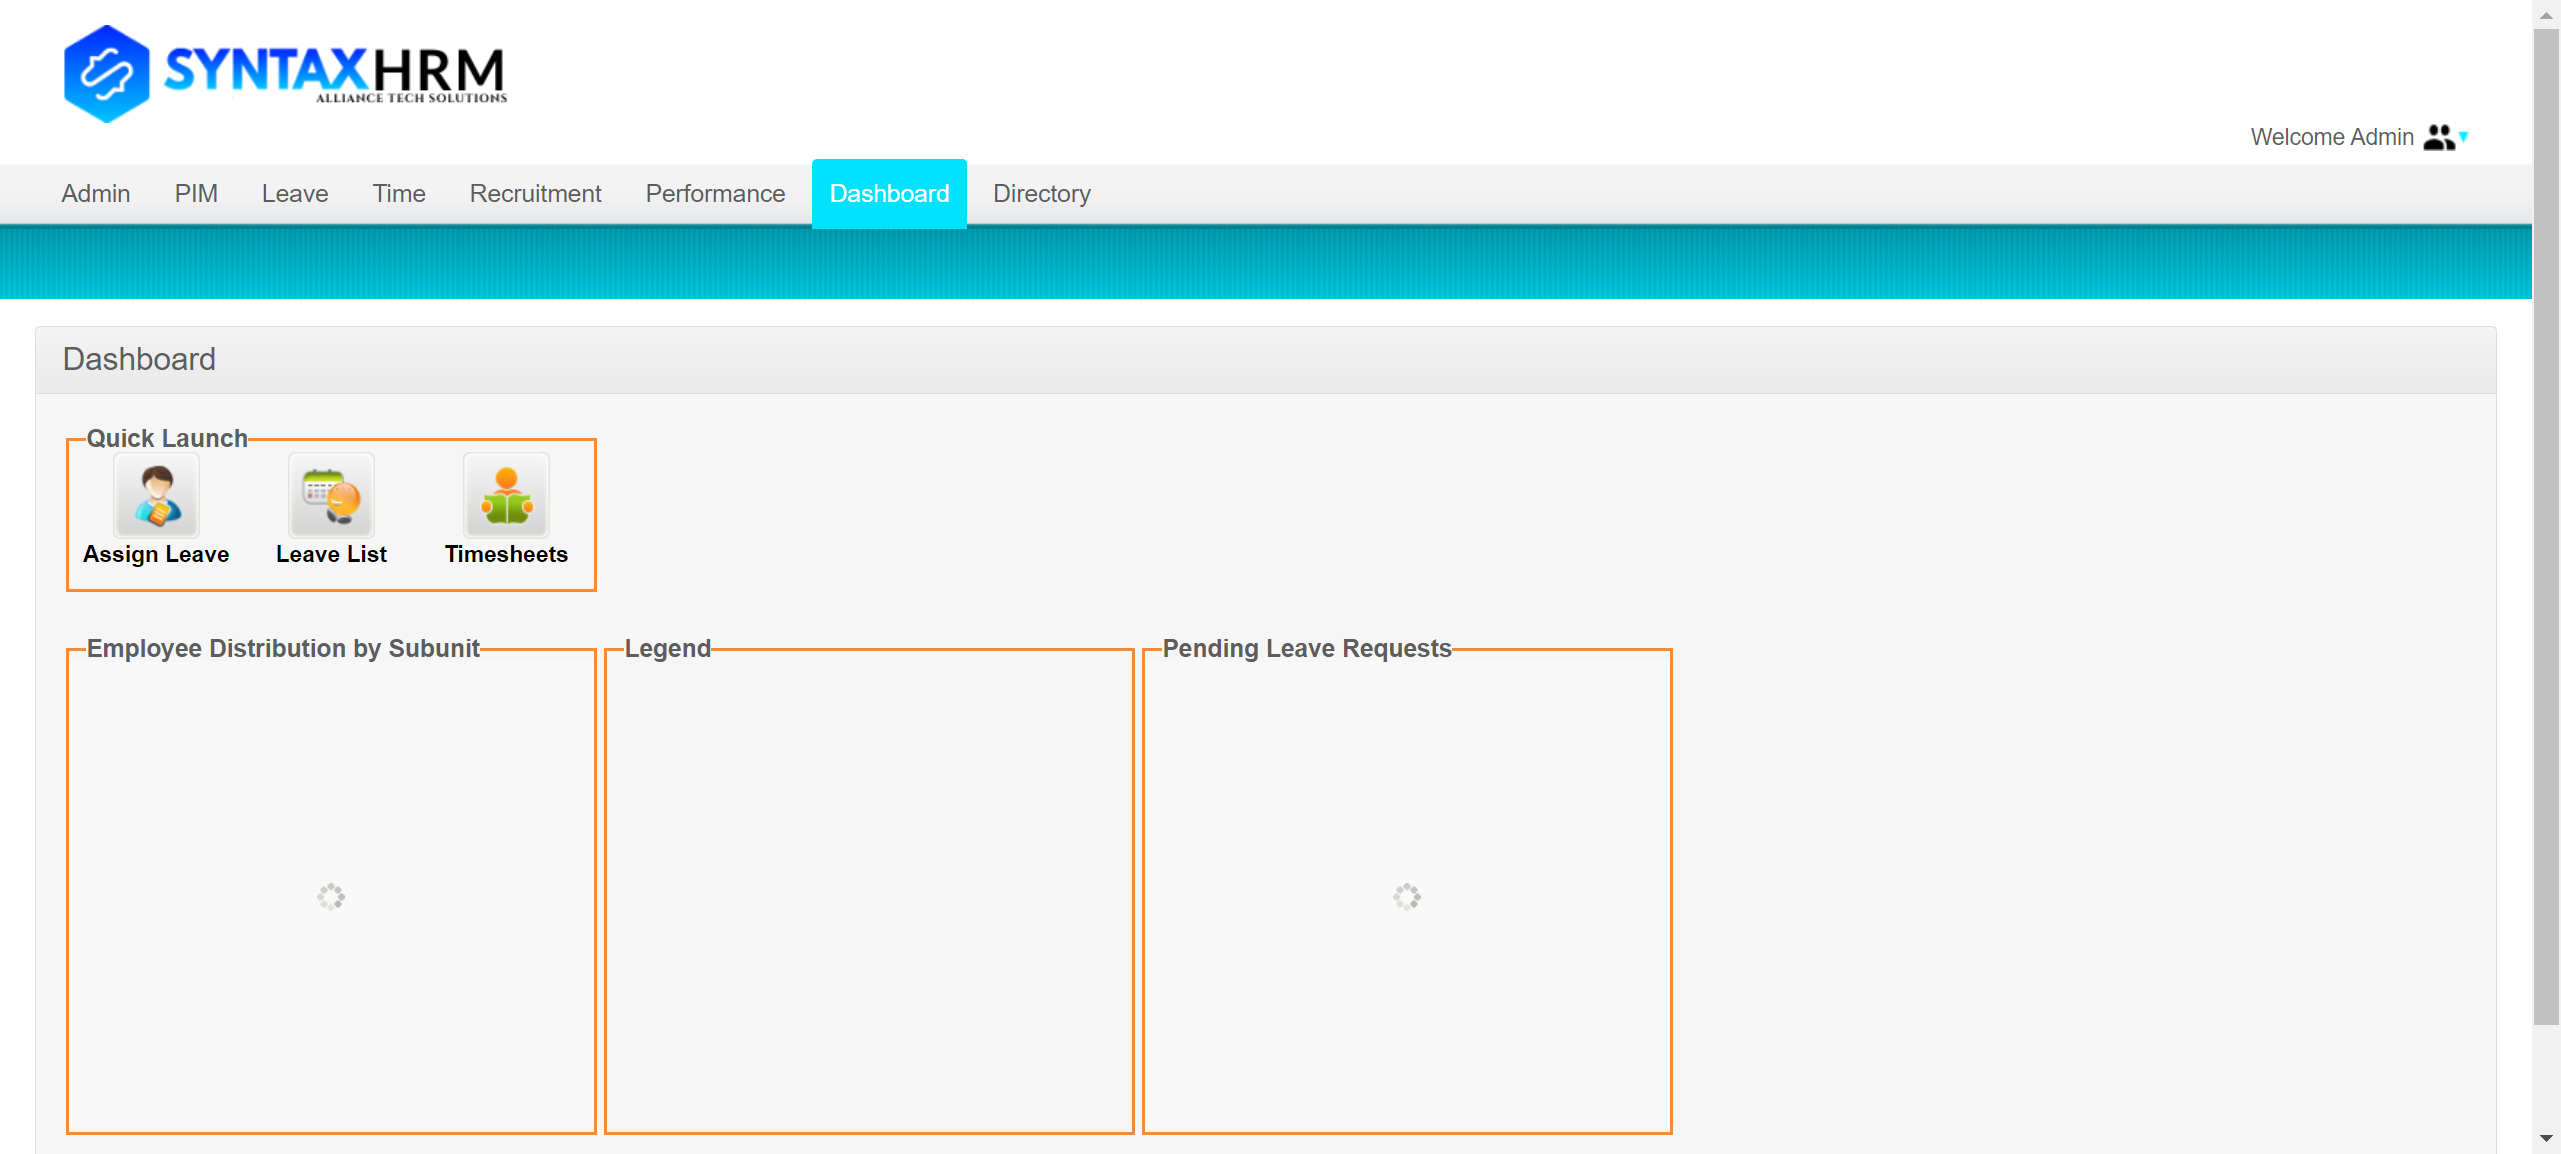 SYNTAXHRM
ALLIANCE TECH SOLUTIONS
Welcome Admin
Admin PIM Leave Time Recruitment Performance Dashboard Directory
Dashboard
Quick Launch
Assign Leave Leave List Timesheets
Employee Distribution by Subunit Legend Pending Leave Requests